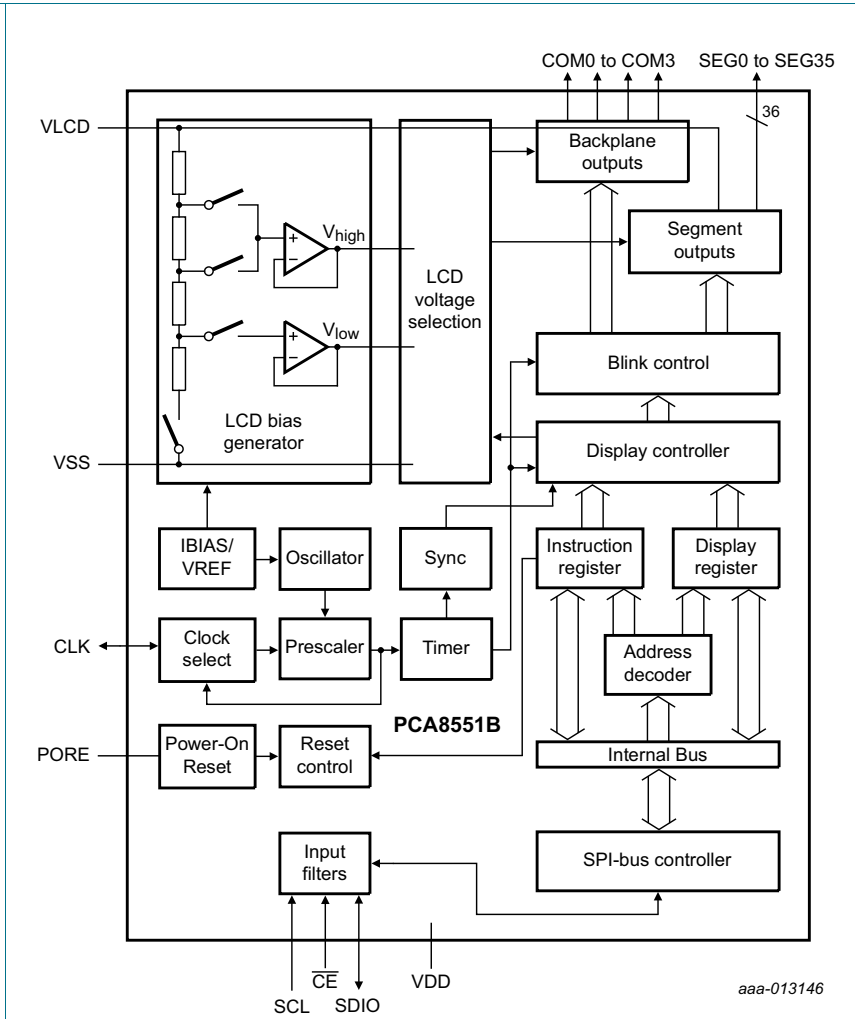 COM0 to COM3
SEG0 to SEG35
36
VLCD
Backplane
outputs
Vhigh
Segment
outputs
LCD
voltage
selection
Vlow
Blink control
LCD bias
generator
Display controller
VSS
IBIAS/
VREF
Oscillator
Sync
Instruction
register
Display
register
CLK
Clock
select
Prescaler
Timer
Address
decoder
PCA8551B
PORE
Power-On
Reset
Reset
control
Internal Bus
Input
filters
SPI-bus controller
SCL
CE
SDIO
VDD
aaa-013146